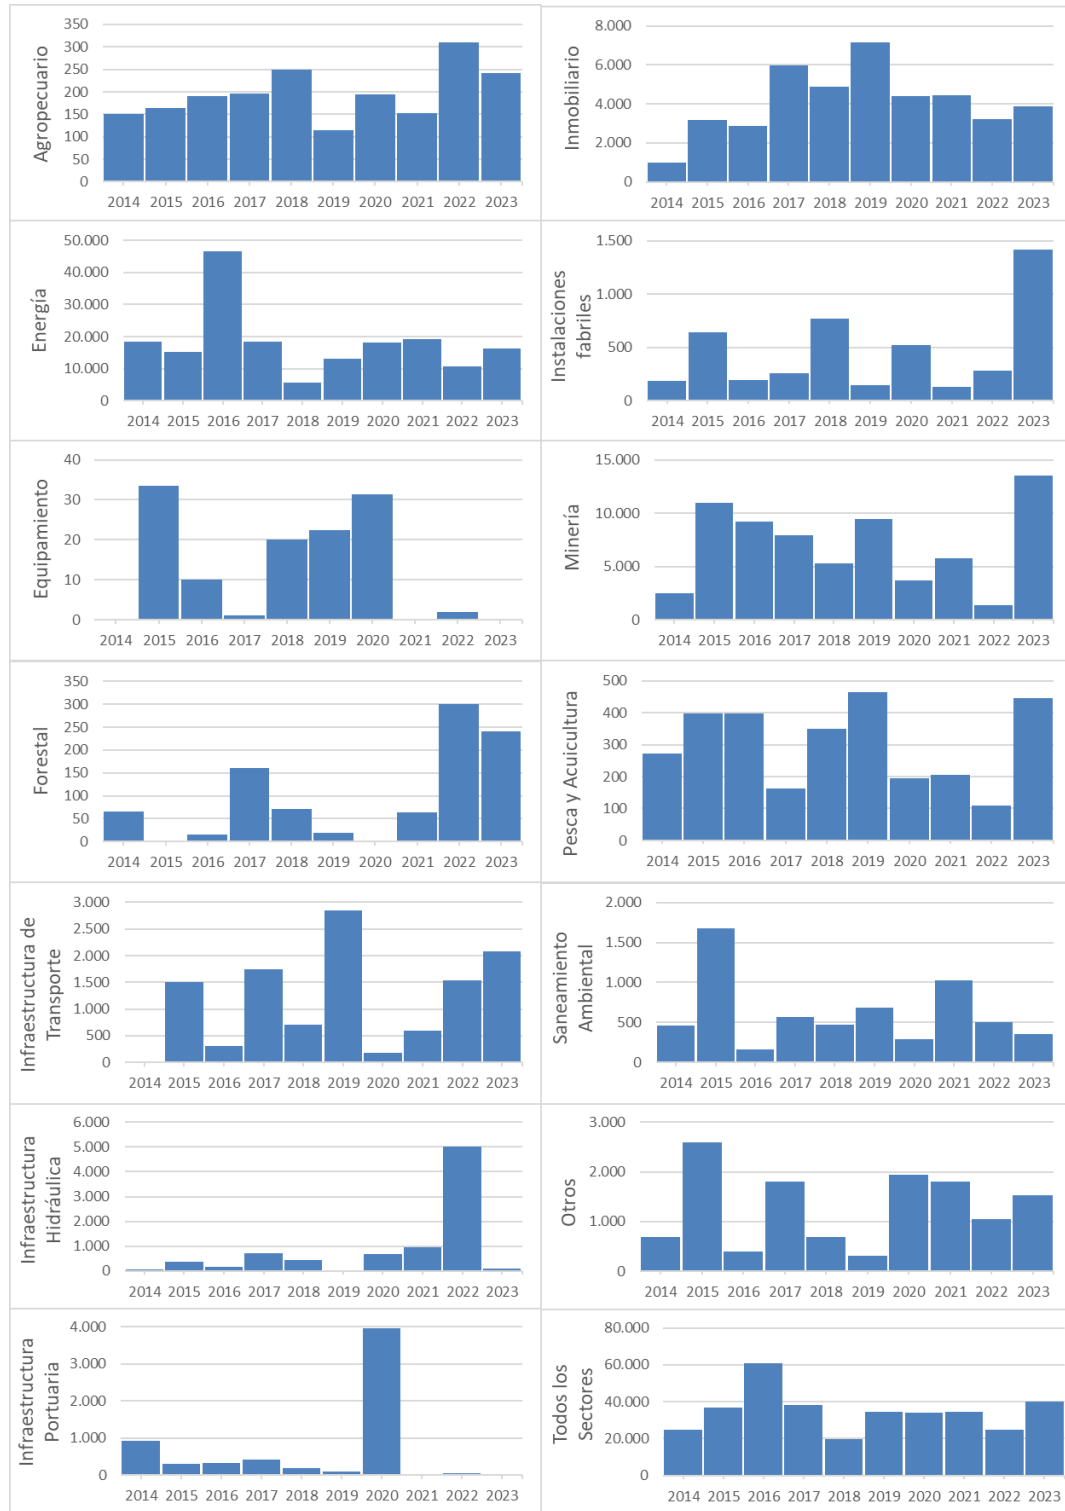 Agropecuario
350
300
250
200
150
100
50
0
2014 2015 2016 2017 2018 2019 2020 2021 2022 2023
Inmobiliario
8.000
6.000
4.000
2.000
0
2014 2015 2016 2017 2018 2019 2020 2021 2022 2023
Energía
50.000
40.000
30.000
20.000
10.000
0
2014 2015 2016 2017 2018 2019 2020 2021 2022 2023
Instalaciones
fabriles
1.500
1.000
500
0
2014 2015 2016 2017 2018 2019 2020 2021 2022 2023
Equipamiento
40
30
20
10
0
2014 2015 2016 2017 2018 2019 2020 2021 2022 2023
Minería
15.000
10.000
5.000
0
2014 2015 2016 2017 2018 2019 2020 2021 2022 2023
Forestal
350
300
250
200
150
100
50
0
2014 2015 2016 2017 2018 2019 2020 2021 2022 2023
Pesca y Acuicultura
500
400
300
200
100
0
2014 2015 2016 2017 2018 2019 2020 2021 2022 2023
Infraestructura de
Transporte
3.000
2.500
2.000
1.500
1.000
500
0
2014 2015 2016 2017 2018 2019 2020 2021 2022 2023
Saneamiento
Ambiental
2.000
1.500
1.000
500
0
2014 2015 2016 2017 2018 2019 2020 2021 2022 2023
Infraestructura
Hidráulica
6.000
5.000
4.000
3.000
2.000
1.000
0
2014 2015 2016 2017 2018 2019 2020 2021 2022 2023
Otros
3.000
2.000
1.000
0
2014 2015 2016 2017 2018 2019 2020 2021 2022 2023
Infraestructura
Portuaria
4.000
3.000
2.000
1.000
0
2014 2015 2016 2017 2018 2019 2020 2021 2022 2023
Todos los
Sectores
80.000
60.000
40.000
20.000
0
2014 2015 2016 2017 2018 2019 2020 2021 2022 2023